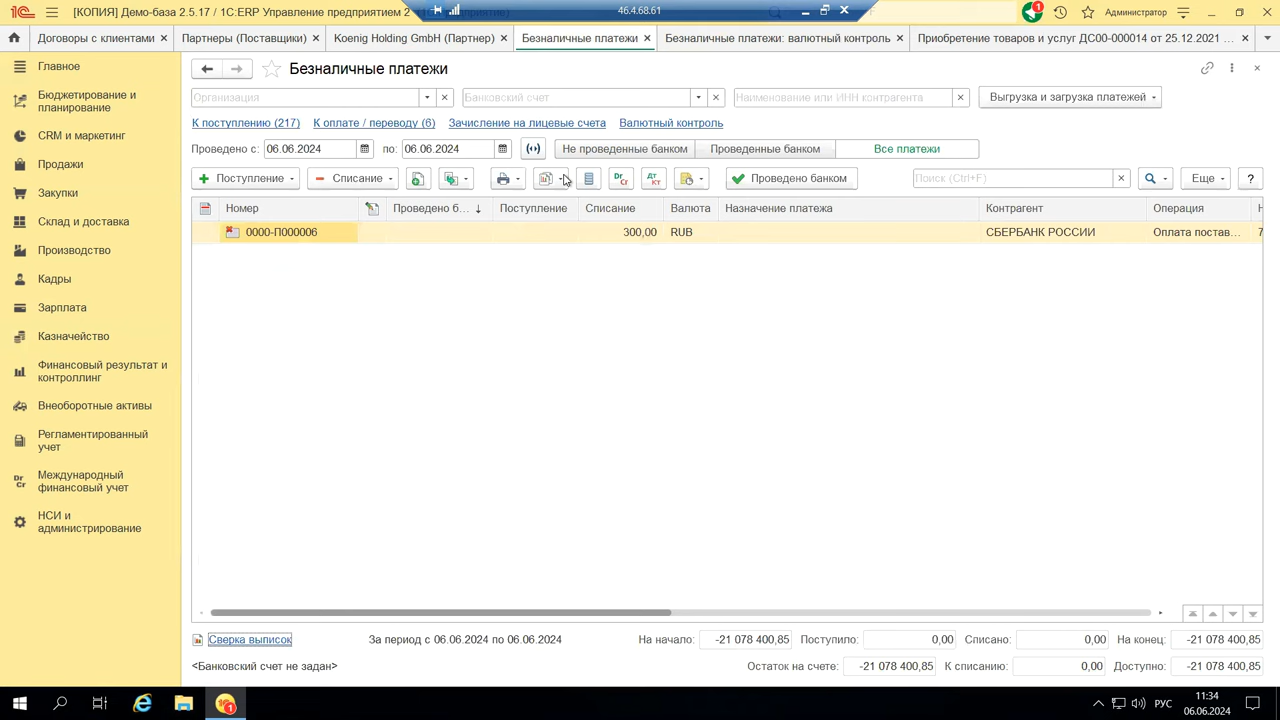 [КОПИЯ] Демо-база 2.5.17 / 1С:ERP Управление предприятием 2
46.4.68.61
Администратор
Договоры с клиентами
Партнеры (Поставщики)
Koenig Holding GmbH (Партнер)
Безналичные платежи
Безналичные платежи: валютный контроль
Приобретение товаров и услуг ДС00-000014 от 25.12.2021 ...
Главное
Бюджетирование и
планирование
CRM и маркетинг
Продажи
Закупки
Склад и доставка
Производство
Кадры
Зарплата
Казначейство
Финансовый результат и
контроллинг
Внеоборотные активы
Регламентированный
учет
Международный
финансовый учет
НСИ и
администрирование
Безналичные платежи
Организация
Банковский счет
Наименование или ИНН контрагента
Выгрузка и загрузка платежей
К поступлению (217)
К оплате / переводу (6)
Зачисление на лицевые счета
Валютный контроль
Проведено с: 06.06.2024 по: 06.06.2024
Не проведенные банком
Проведенные банком
Все платежи
Поступление
Списание
Проведено банком
Поиск (Ctrl+F)
Еще
?
Номер
Проведено б... ↓
Поступление
Списание
Валюта
Назначение платежа
Контрагент
Операция
Н
0000-П000006
300,00
RUB
СБЕРБАНК РОССИИ
Оплата постав...
7
Сверка выписок
За период с 06.06.2024 по 06.06.2024
На начало: -21 078 400,85
Поступило: 0,00
Списано: 0,00
На конец: -21 078 400,85
<Банковский счет не задан>
Остаток на счете: -21 078 400,85
К списанию: 0,00
Доступно: -21 078 400,85
РУС
11:34
06.06.2024